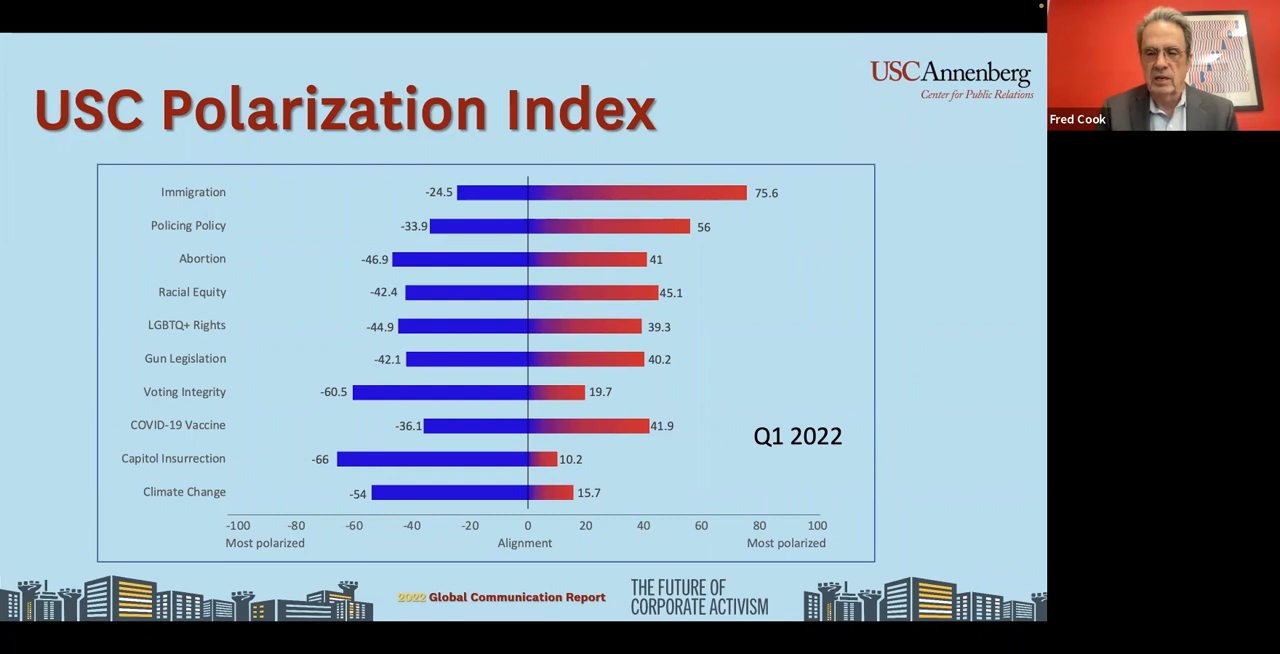 USC Polarization Index
USC Annenberg
Center for Public Relations
Fred Cook
Immigration -24.5 75.6
Policing Policy -33.9 56
Abortion -46.9 41
Racial Equity -42.4 45.1
LGBTQ+ Rights -44.9 39.3
Gun Legislation -42.1 40.2
Voting Integrity -60.5 19.7
COVID-19 Vaccine -36.1 41.9
Q1 2022
Capitol Insurrection -66 10.2
Climate Change -54 15.7
-100 -80 -60 -40 -20 0 20 40 60 80 100
Most polarized Alignment Most polarized
2022 Global Communication Report
THE FUTURE OF
CORPORATE ACTIVISM